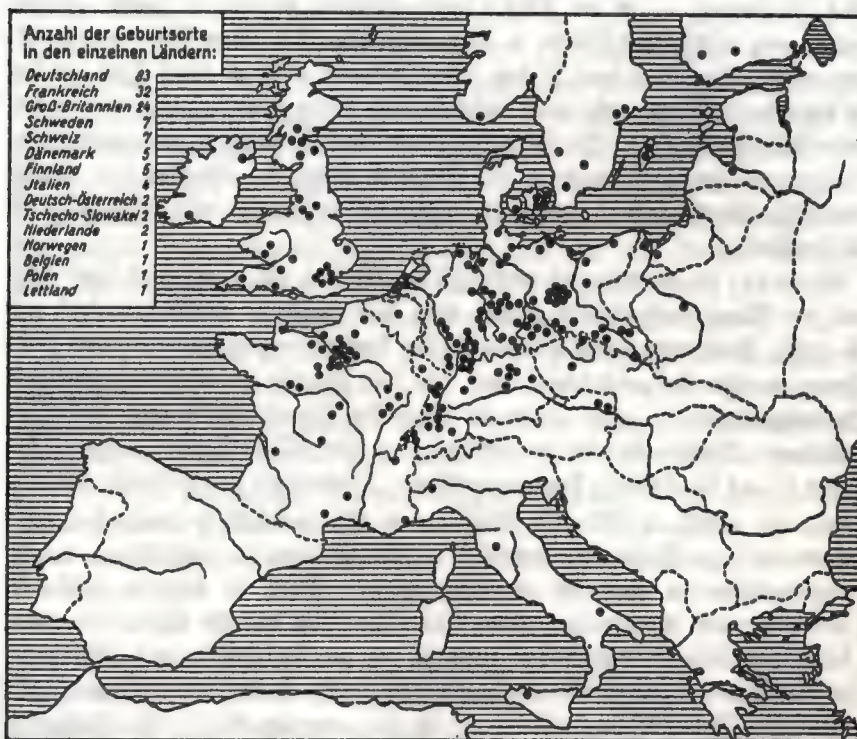 Anzahl der Geburtsorte
in den einzelnen Ländern:
Deutschland 83
Frankreich 32
Groß-Britannien 24
Schweden 7
Schweiz 7
Dänemark 5
Finnland 5
Jtalien 4
Deutsch-Österreich 2
Tschecho-Slowakei 2
Niederlande 2
Norwegen 1
Belgien 1
Polen 1
Lettland 1